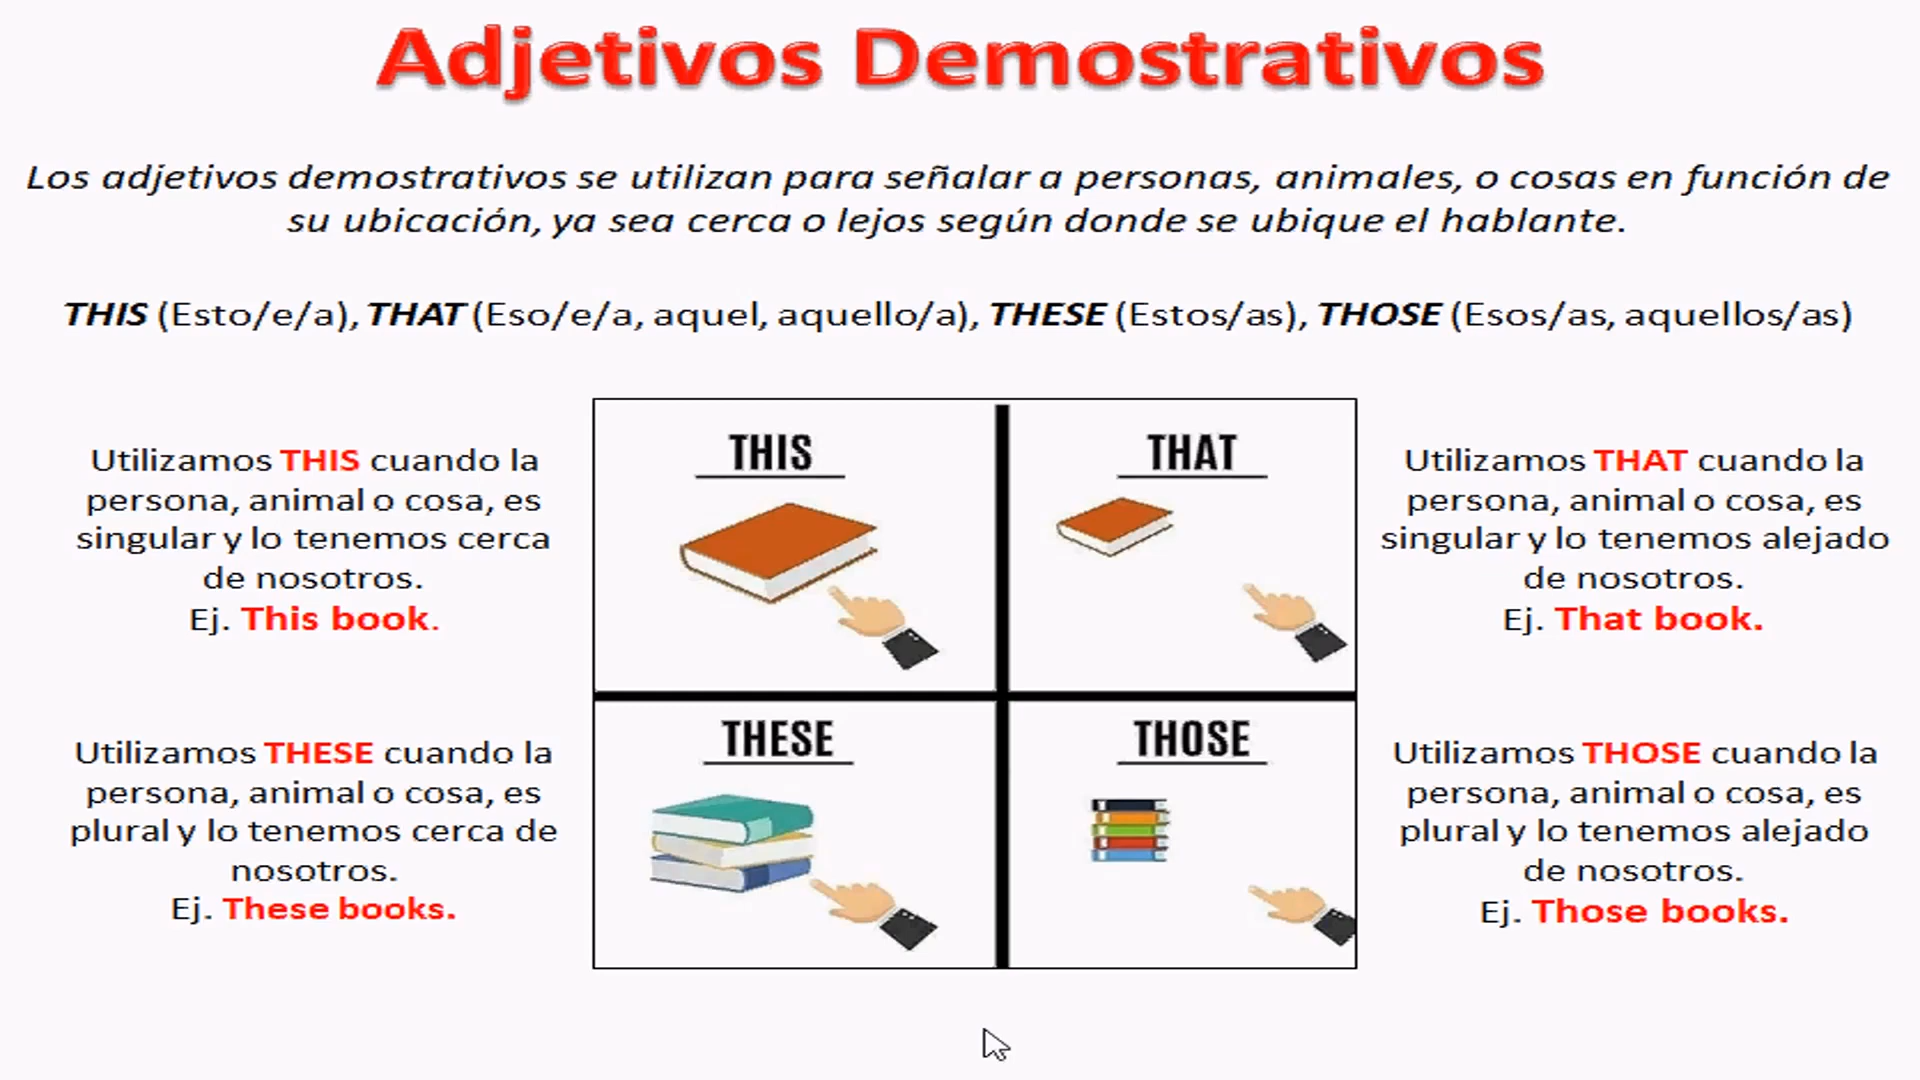 Adjetivos Demostrativos
Los adjetivos demostrativos se utilizan para señalar a personas, animales, o cosas en función de
su ubicación, ya sea cerca o lejos según donde se ubique el hablante.
THIS (Esto/e/a), THAT (Eso/e/a, aquel, aquello/a), THESE (Estos/as), THOSE (Esos/as, aquellos/as)
Utilizamos THIS cuando la
persona, animal o cosa, es
singular y lo tenemos cerca
de nosotros.
Ej. This book.
THIS
THAT
Utilizamos THAT cuando la
persona, animal o cosa, es
singular y lo tenemos alejado
de nosotros.
Ej. That book.
Utilizamos THESE cuando la
persona, animal o cosa, es
plural y lo tenemos cerca de
nosotros.
Ej. These books.
THESE
THOSE
Utilizamos THOSE cuando la
persona, animal o cosa, es
plural y lo tenemos alejado
de nosotros.
Ej. Those books.